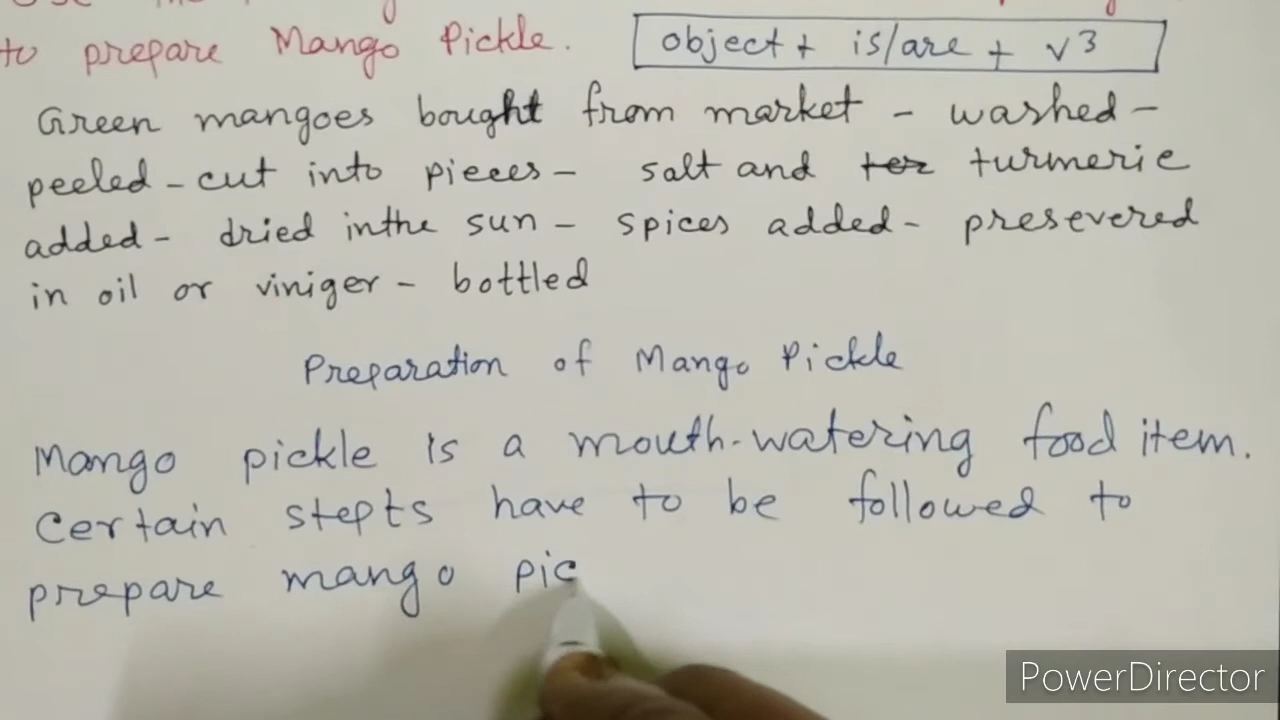 to prepare Mango Pickle. object + is/are + v3
Green mangoes bought from market - washed -
peeled - cut into pieces - salt and ter turmeric
added - dried in the sun - spices added - presevered
in oil or viniger - bottled
Preparation of Mango Pickle
Mango pickle is a mouth-watering food item.
Certain stepts have to be followed to
prepare mango pic
PowerDirector